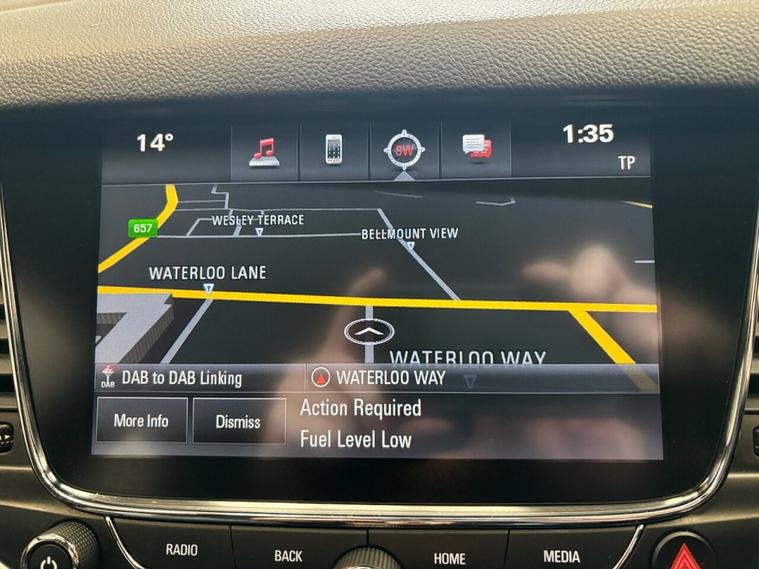 14°
SW
1:35
TP
657
WESLEY TERRACE
BELLMOUNT VIEW
WATERLOO LANE
WATERLOO WAY
DAB
DAB to DAB Linking
WATERLOO WAY
More Info
Dismiss
Action Required
Fuel Level Low
RADIO
BACK
HOME
MEDIA